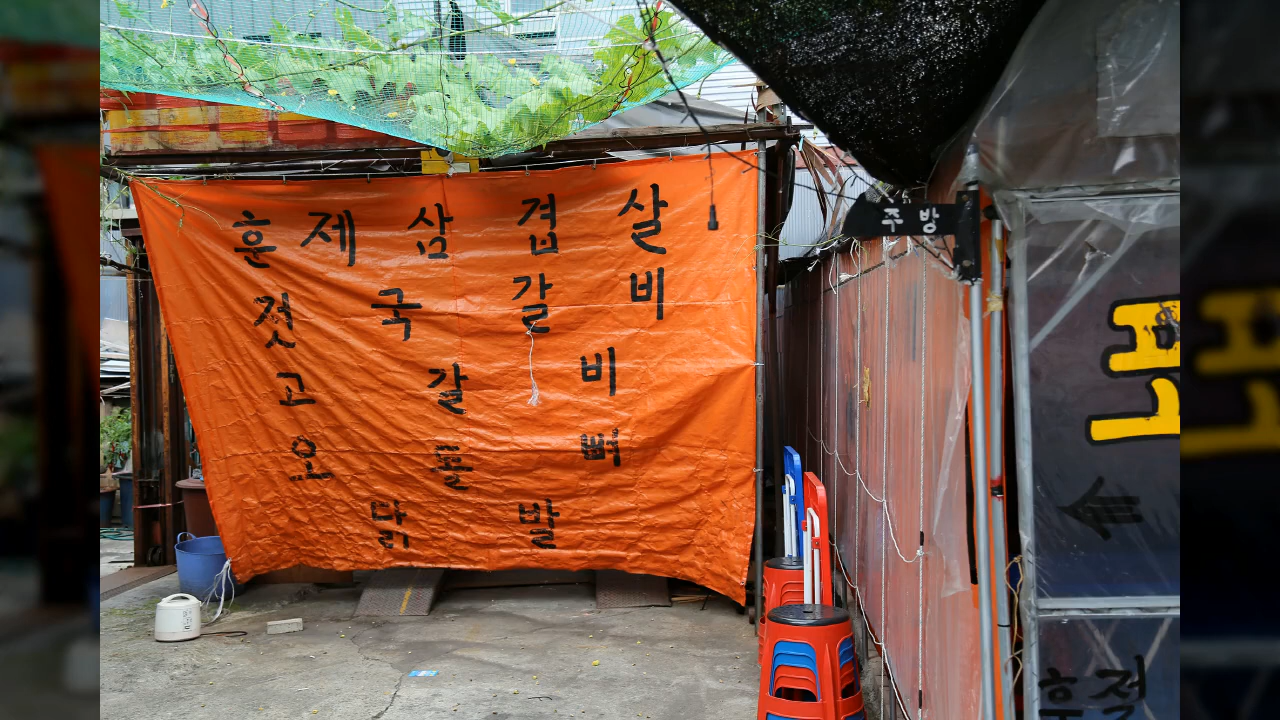 훈제삼겹살
젓국갈비
고갈비
오돌뼈
닭발
주방